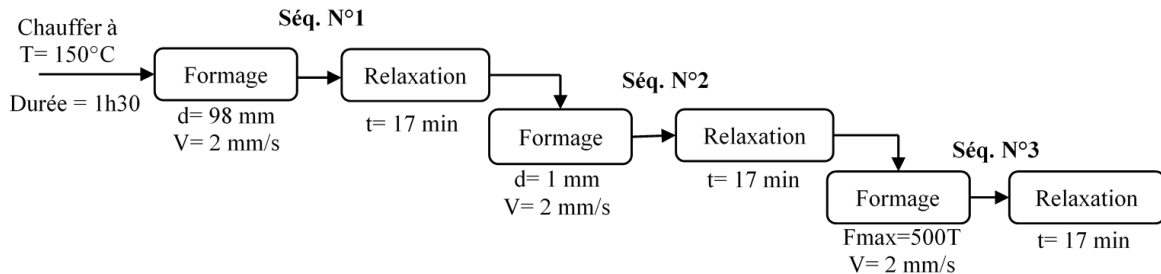 Chauffer à
T= 150°C
Durée = 1h30
Séq. N°1
Formage
d= 98 mm
V= 2 mm/s
Relaxation
t= 17 min
Séq. N°2
Formage
d= 1 mm
V= 2 mm/s
Relaxation
t= 17 min
Séq. N°3
Formage
Fmax=500T
V= 2 mm/s
Relaxation
t= 17 min